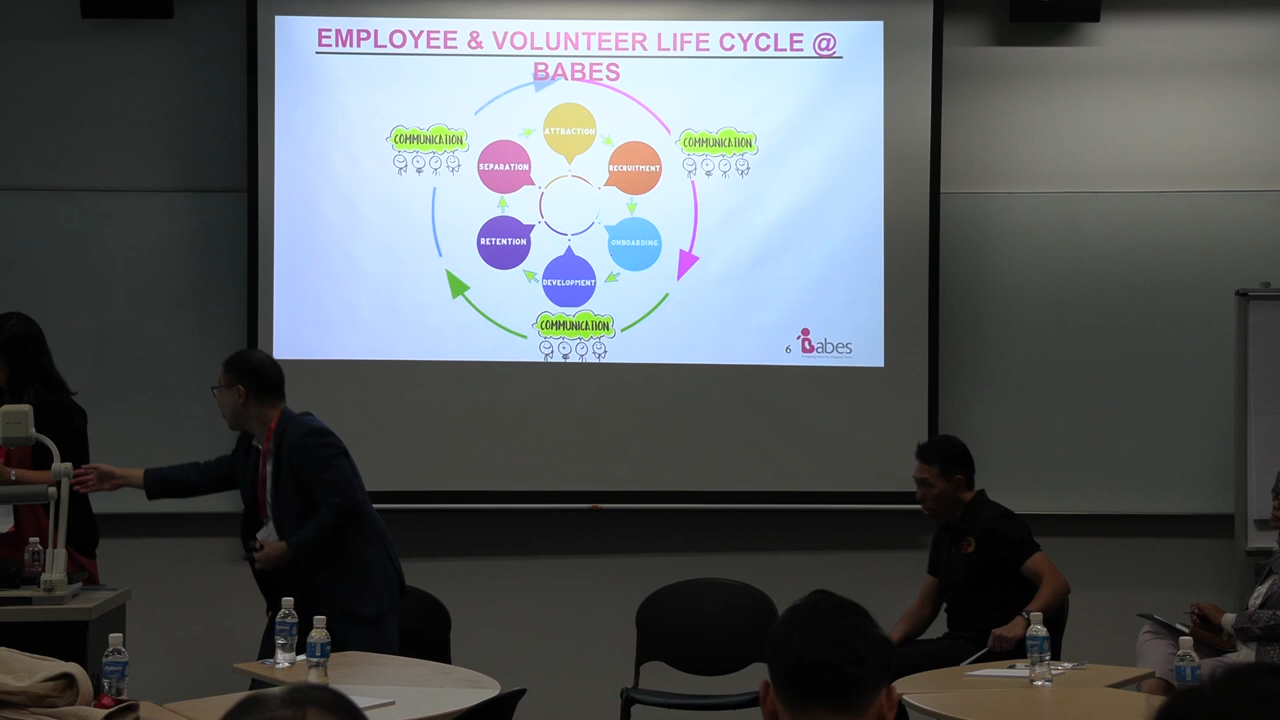 EMPLOYEE & VOLUNTEER LIFE CYCLE @
BABES
ATTRACTION
COMMUNICATION
COMMUNICATION
SEPARATION
RECRUITMENT
RETENTION
ONBOARDING
DEVELOPMENT
COMMUNICATION
6
Babes